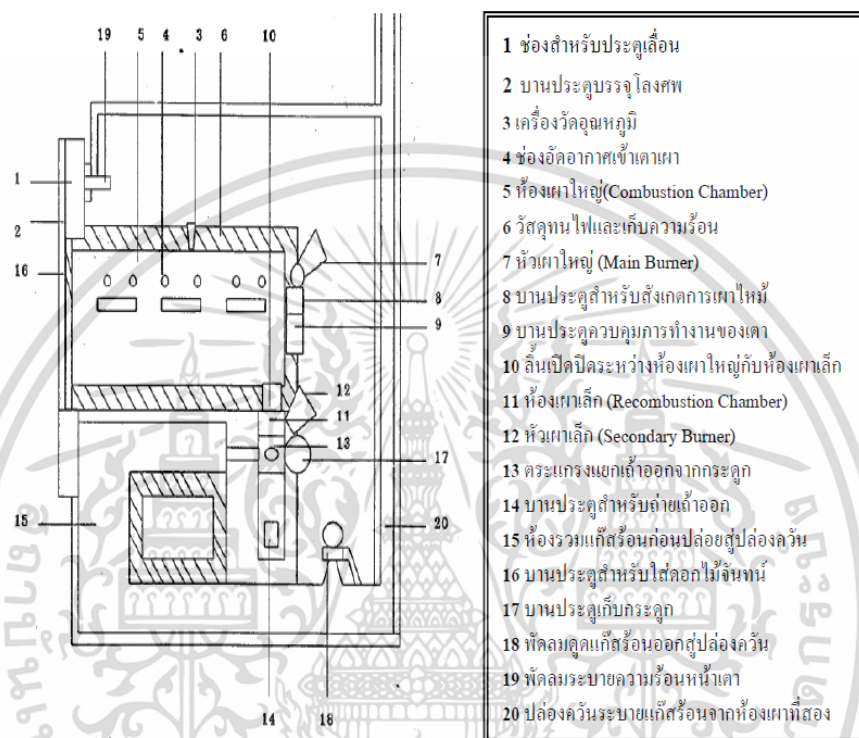 19 5 4 3 6 10
1
2
16
7
8
9
12
11
13
17
15
20
14 18
1 ช่องสำหรับประตูเลื่อน
2 บานประตูบรรจุโลงศพ
3 เครื่องวัดอุณหภูมิ
4 ช่องอัดอากาศเข้าเตาเผา
5 ห้องเผาใหญ่(Combustion Chamber)
6 วัสดุทนไฟและเก็บความร้อน
7 หัวเผาใหญ่ (Main Burner)
8 บานประตูสำหรับสังเกตการเผาไหม้
9 บานประตูควบคุมการทำงานของเตา
10 ลิ้นเปิดปิดระหว่างห้องเผาใหญ่กับห้องเผาเล็ก
11 ห้องเผาเล็ก (Recombustion Chamber)
12 หัวเผาเล็ก (Secondary Burner)
13 ตระแกรงแยกเถ้าออกจากกระดูก
14 บานประตูสำหรับถ่ายเถ้าออก
15 ห้องรวมแก๊สร้อนก่อนปล่อยสู่ปล่องควัน
16 บานประตูสำหรับใส่ดอกไม้จันทน์
17 บานประตูเก็บกระดูก
18 พัดลมดูดแก๊สร้อนออกสู่ปล่องควัน
19 พัดลมระบายความร้อนหน้าเตา
20 ปล่องควันระบายแก๊สร้อนจากห้องเผาที่สอง